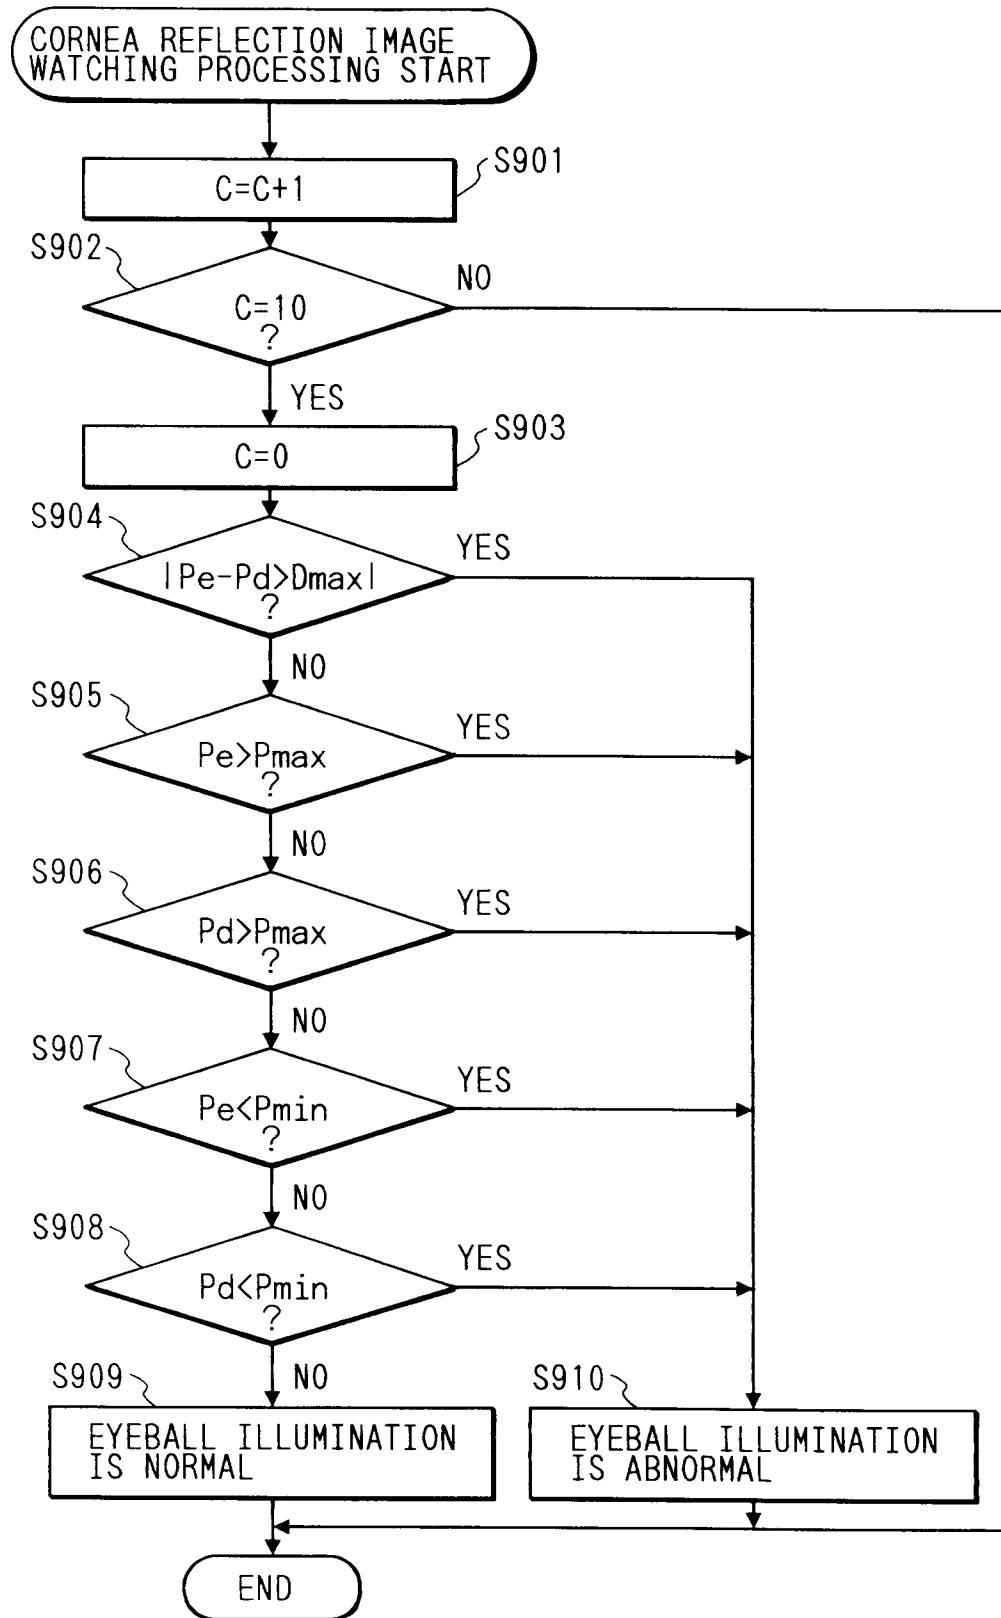 CORNEA REFLECTION IMAGE
WATCHING PROCESSING START
S901
C=C+1
S902
NO
C=10
?
YES
S903
C=0
S904
YES
|Pe-Pd>Dmax|
?
NO
S905
YES
Pe>Pmax
?
NO
S906
YES
Pd>Pmax
?
NO
S907
YES
Pe<Pmin
?
NO
S908
YES
Pd<Pmin
?
NO
S909
S910
EYEBALL ILLUMINATION
IS NORMAL
EYEBALL ILLUMINATION
IS ABNORMAL
END